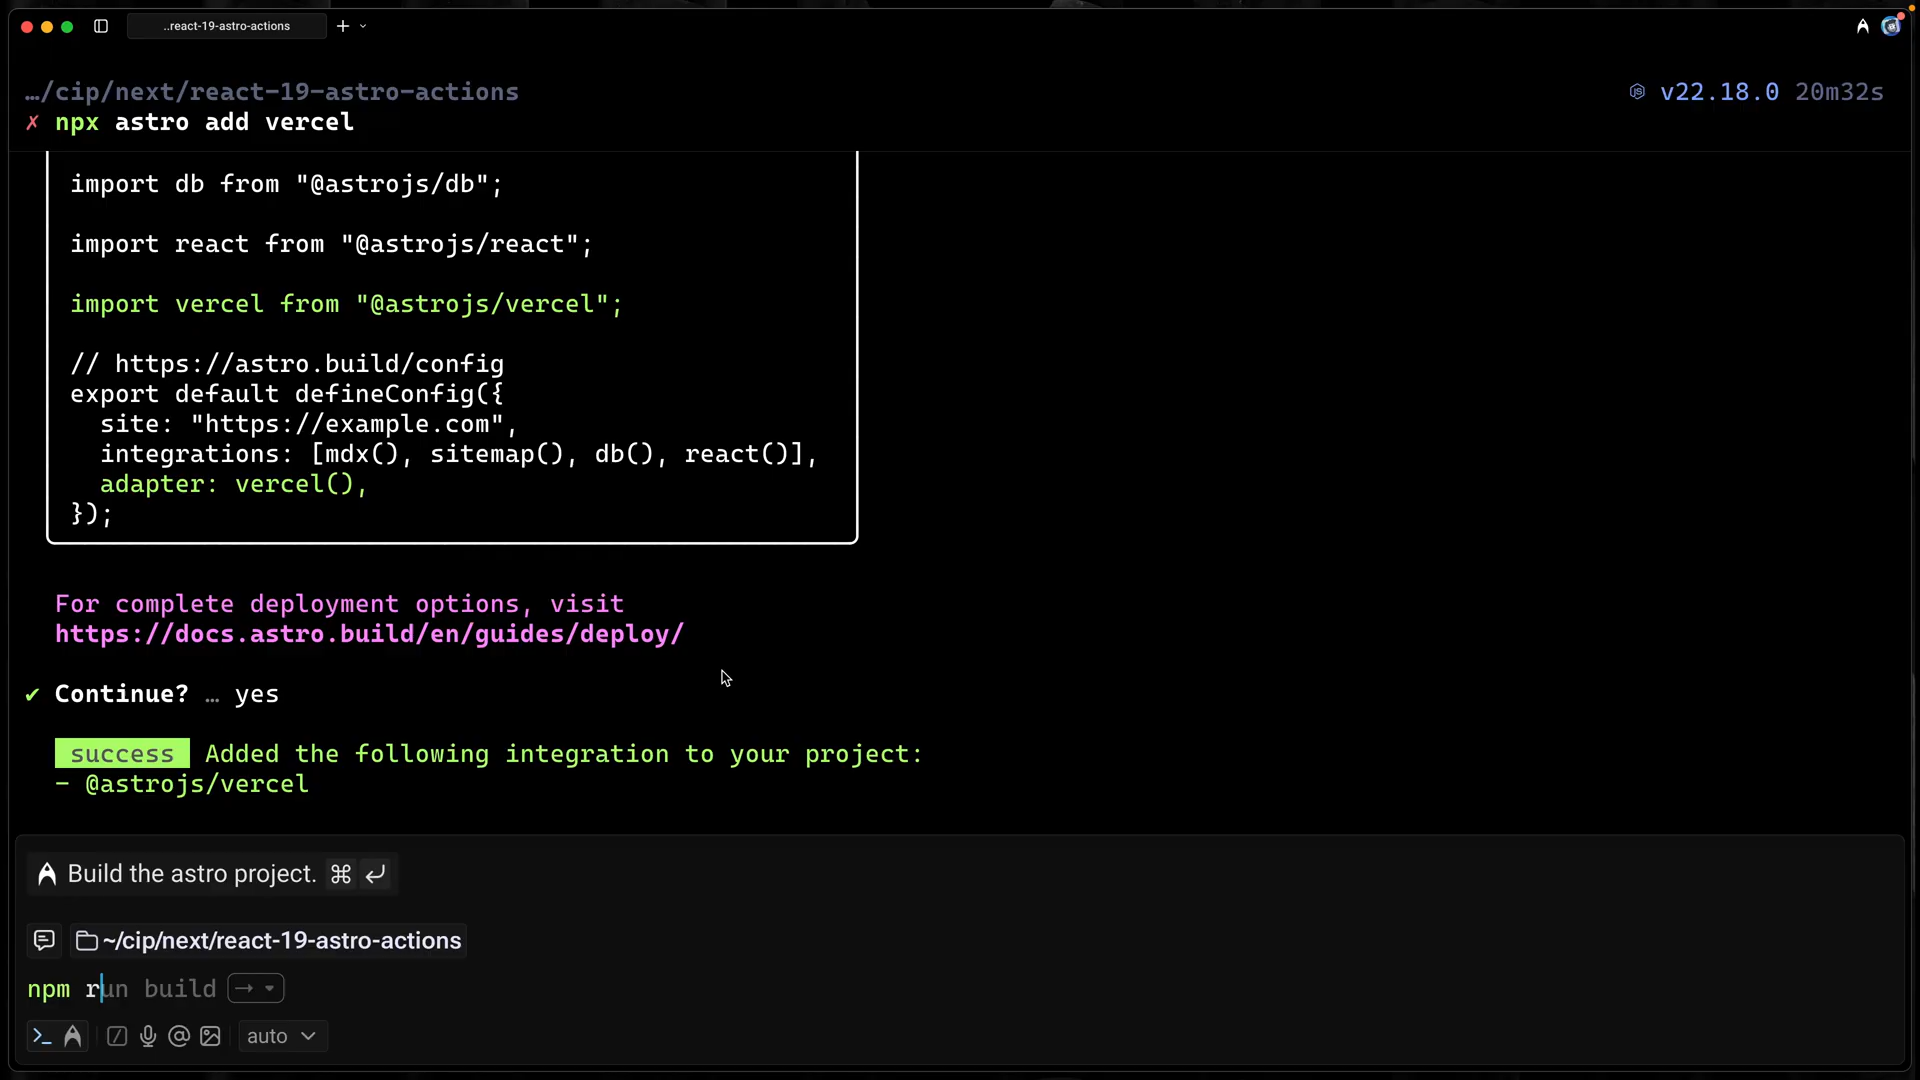 ..react-19-astro-actions
…/cip/next/react-19-astro-actions
v22.18.0 20m32s
✗ npx astro add vercel
import db from "@astrojs/db";
import react from "@astrojs/react";
import vercel from "@astrojs/vercel";
// https://astro.build/config
export default defineConfig({
site: "https://example.com",
integrations: [mdx(), sitemap(), db(), react()],
adapter: vercel(),
});
For complete deployment options, visit
https://docs.astro.build/en/guides/deploy/
✔ Continue? … yes
success Added the following integration to your project:
- @astrojs/vercel
Build the astro project. ⌘
~/cip/next/react-19-astro-actions
npm run build
auto